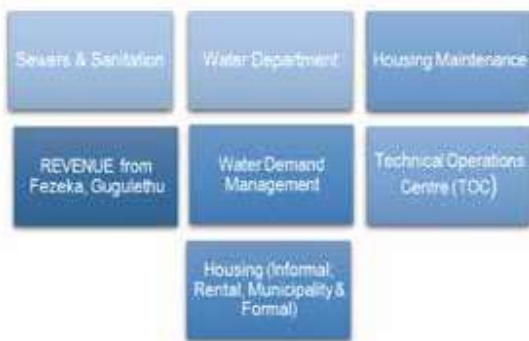 Sewers & Sanitation
Water Department
Housing Maintenance
REVENUE from
Fezeka, Gugulethu
Water Demand
Management
Technical Operations
Centre (TOC)
Housing (Informal;
Rental; Municipality &
Formal)